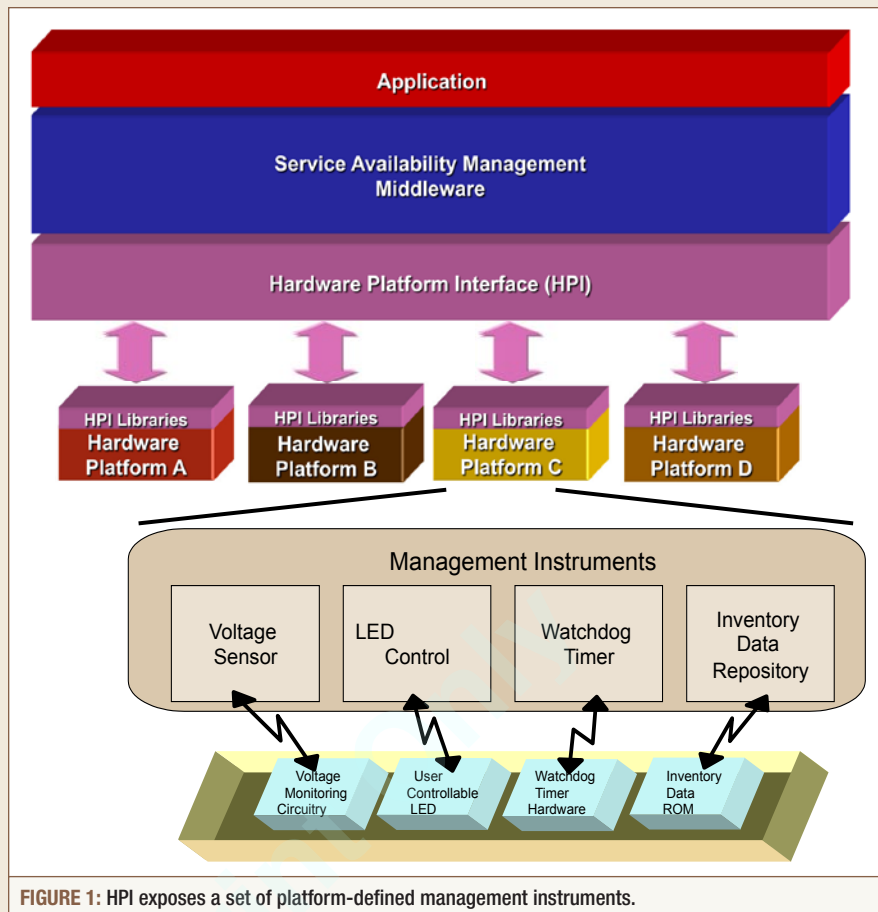 Application
Service Availability Management
Middleware
Hardware Platform Interface (HPI)
HPI Libraries
Hardware
Platform A
HPI Libraries
Hardware
Platform B
HPI Libraries
Hardware
Platform C
HPI Libraries
Hardware
Platform D
Management Instruments
Voltage
Sensor
LED
Control
Watchdog
Timer
Inventory
Data
Repository
Voltage
Monitoring
Circuitry
User
Controllable
LED
Watchdog
Timer
Hardware
Inventory
Data
ROM
FIGURE 1: HPI exposes a set of platform-defined management instruments.